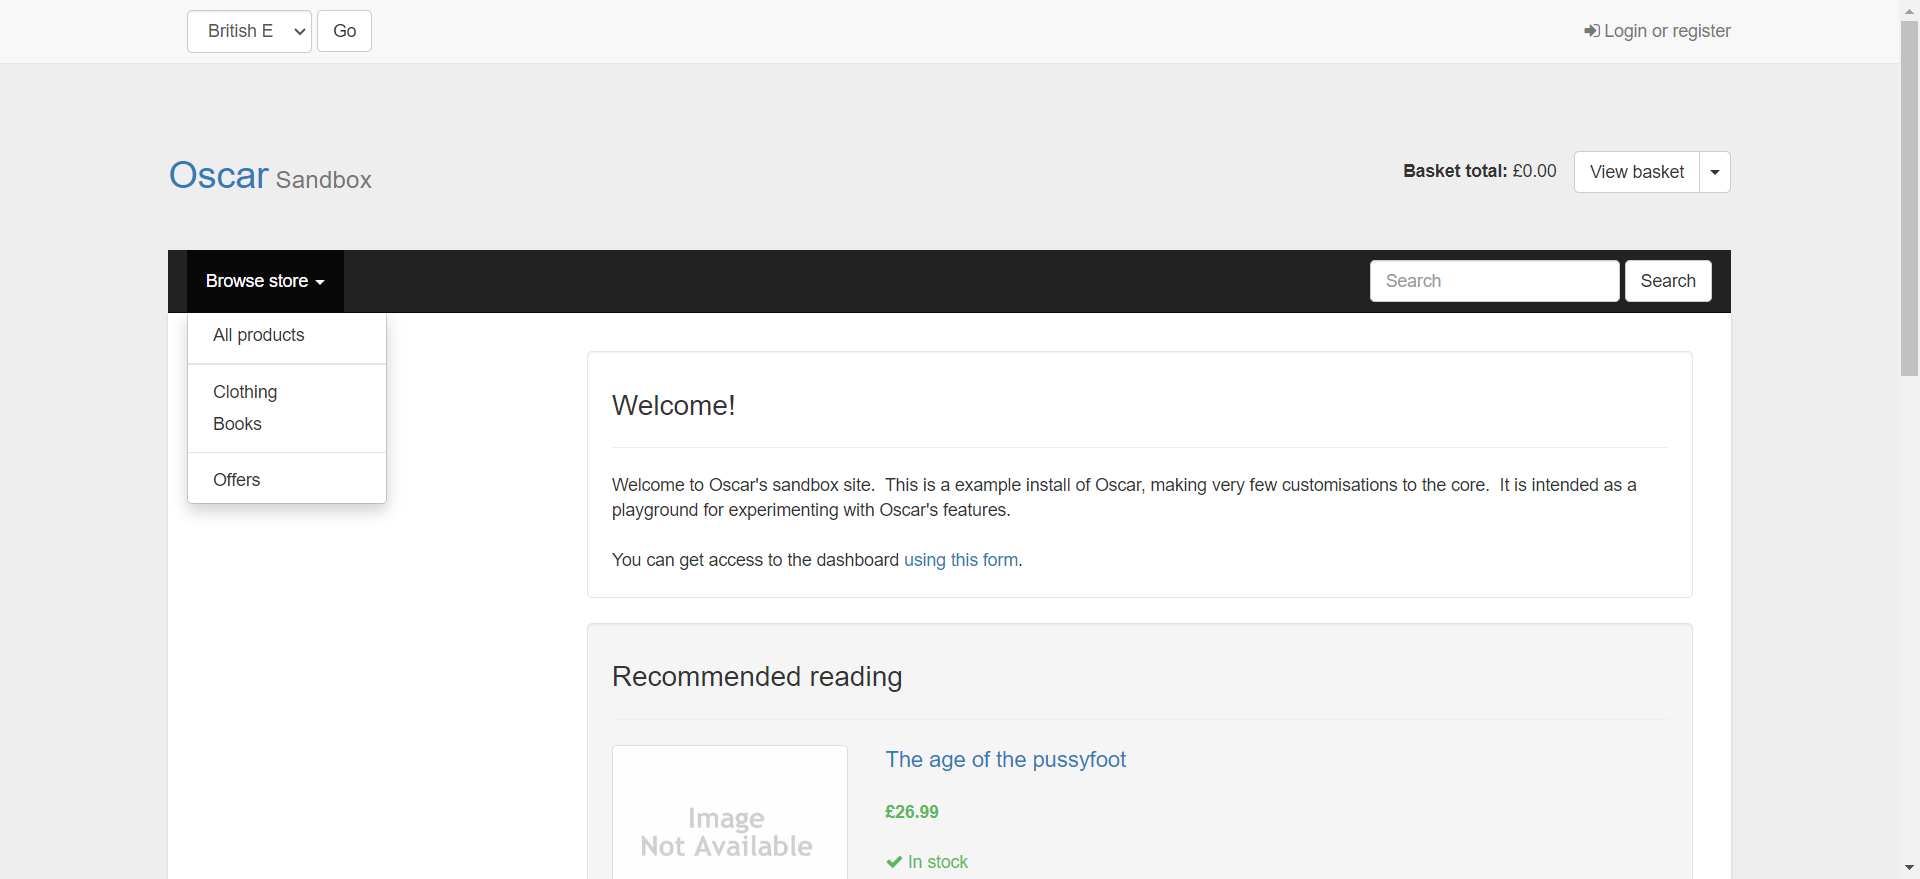 British E
Go
Login or register
Oscar Sandbox
Basket total: £0.00
View basket
Browse store
Search
Search
All products
Clothing
Books
Offers
Welcome!
Welcome to Oscar's sandbox site.  This is a example install of Oscar, making very few customisations to the core.  It is intended as a
playground for experimenting with Oscar's features.
You can get access to the dashboard using this form.
Recommended reading
Image
Not Available
The age of the pussyfoot
£26.99
In stock